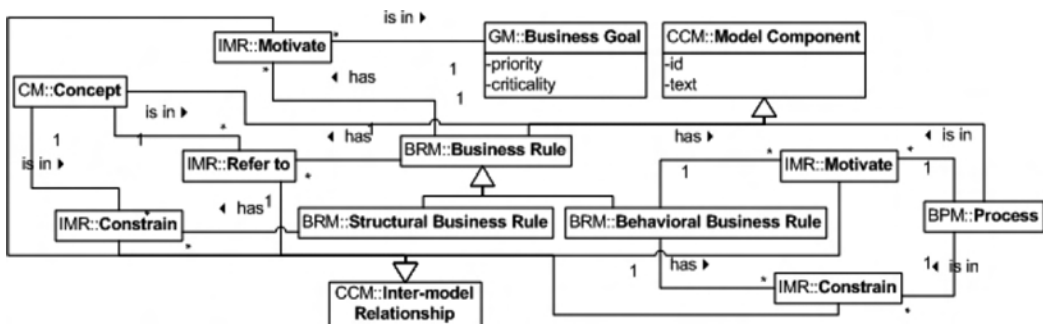 is in ▶
IMR::Motivate
*
GM::Business Goal
CCM::Model Component
-priority
-criticality
-id
-text
*
◀ has
1
1
CM::Concept
is in ▶
1
1
*
◀ has
1
has ▶
◀ is in
BRM::Business Rule
is in ▶
IMR::Refer to
*
*
IMR::Motivate
*
1
1
◀ has
1
IMR::Constrain
*
BRM::Structural Business Rule
BRM::Behavioral Business Rule
BPM::Process
*
1
has ▶
*
1
◀ is in
CCM::Inter-model
Relationship
IMR::Constrain
*